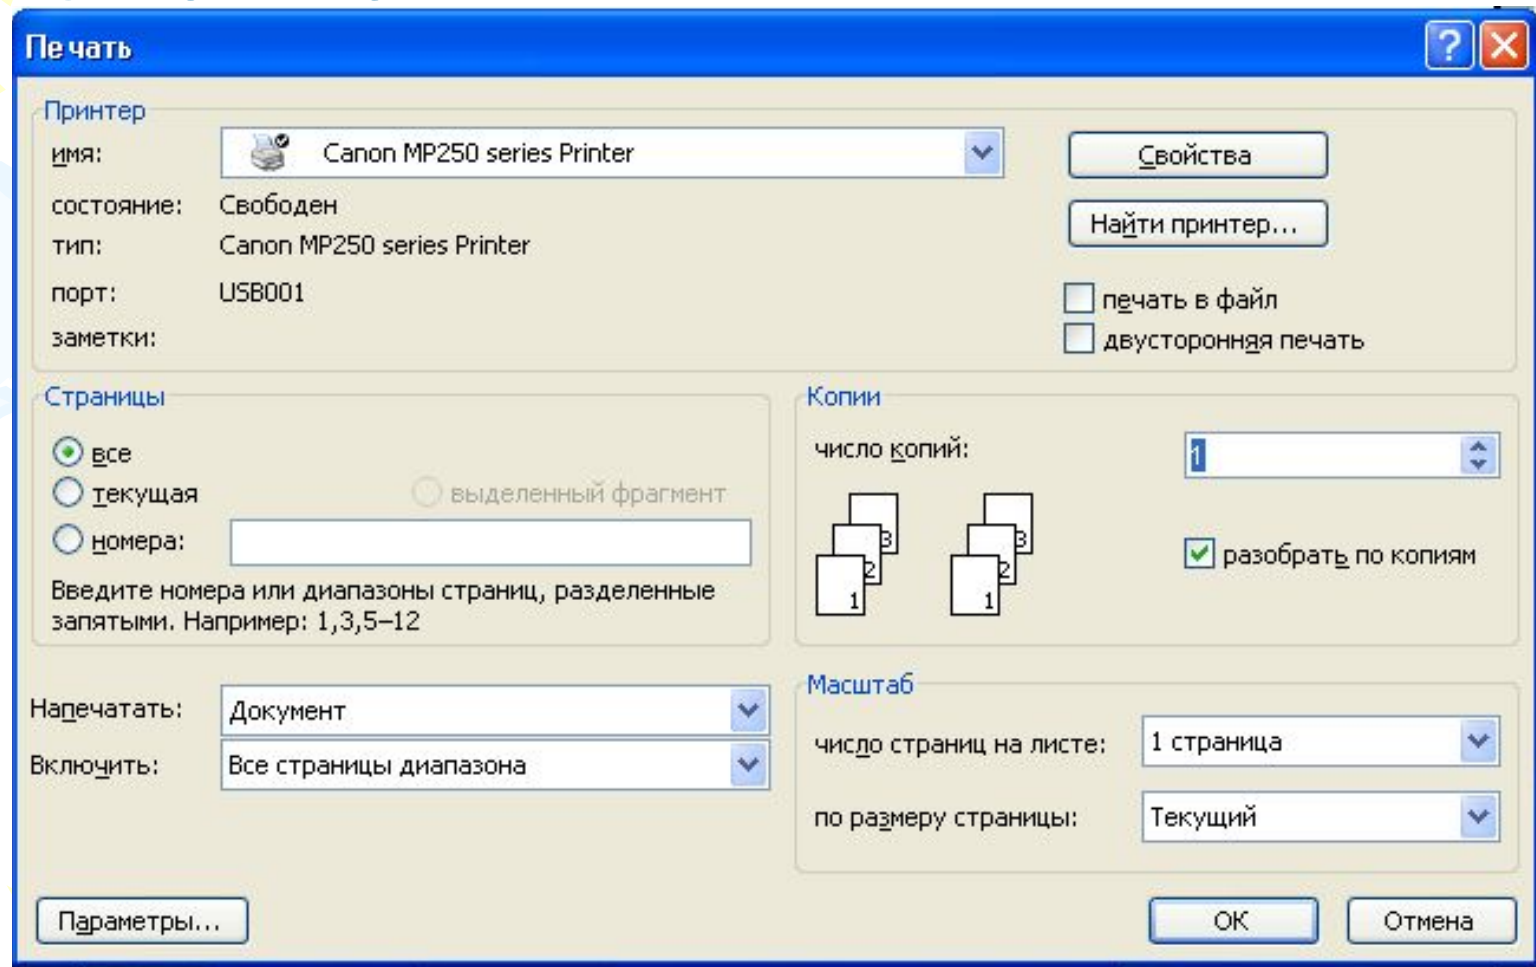 Печать
Принтер
имя: Canon MP250 series Printer Свойства
состояние: Свободен
Найти принтер...
тип: Canon MP250 series Printer
порт: USB001 печать в файл
заметки: двусторонняя печать
Страницы
все
текущая выделенный фрагмент
номера:
Введите номера или диапазоны страниц, разделенные
запятыми. Например: 1,3,5–12
Копии
число копий: 1
3 3
2 2
1 1
разобрать по копиям
Напечатать: Документ
Включить: Все страницы диапазона
Масштаб
число страниц на листе: 1 страница
по размеру страницы: Текущий
Параметры... ОК Отмена